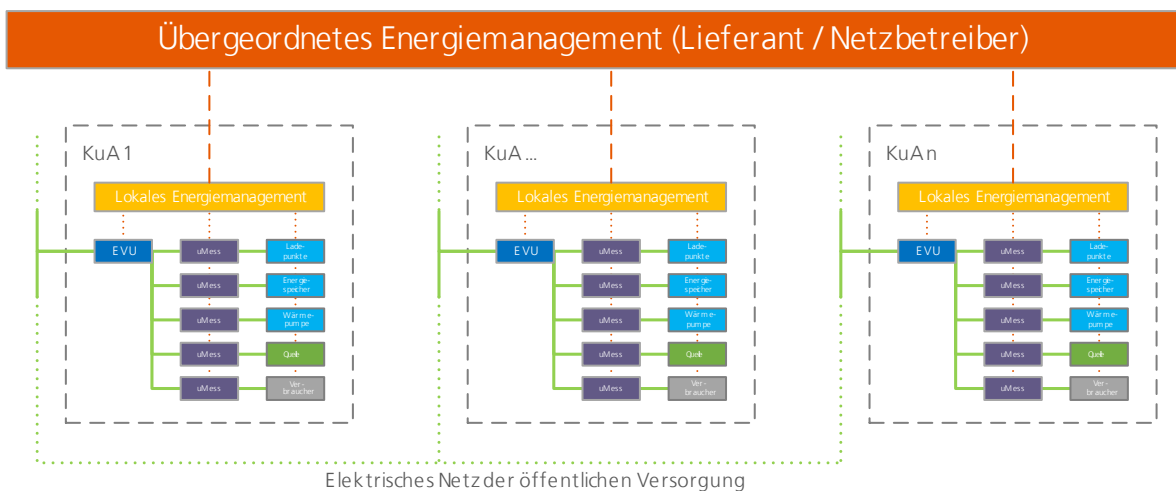 Übergeordnetes Energiemanagement (Lieferant / Netzbetreiber)
KuA 1
Lokales Energiemanagement
EVU
uMess
Lade-
punkte
uMess
Energe-
speicher
uMess
Wärme-
pumpe
uMess
Quelle
uMess
Ver-
braucher
KuA ...
Lokales Energiemanagement
EVU
uMess
Lade-
punkte
uMess
Energe-
speicher
uMess
Wärme-
pumpe
uMess
Quelle
uMess
Ver-
braucher
KuA n
Lokales Energiemanagement
EVU
uMess
Lade-
punkte
uMess
Energe-
speicher
uMess
Wärme-
pumpe
uMess
Quelle
uMess
Ver-
braucher
Elektrisches Netz der öffentlichen Versorgung